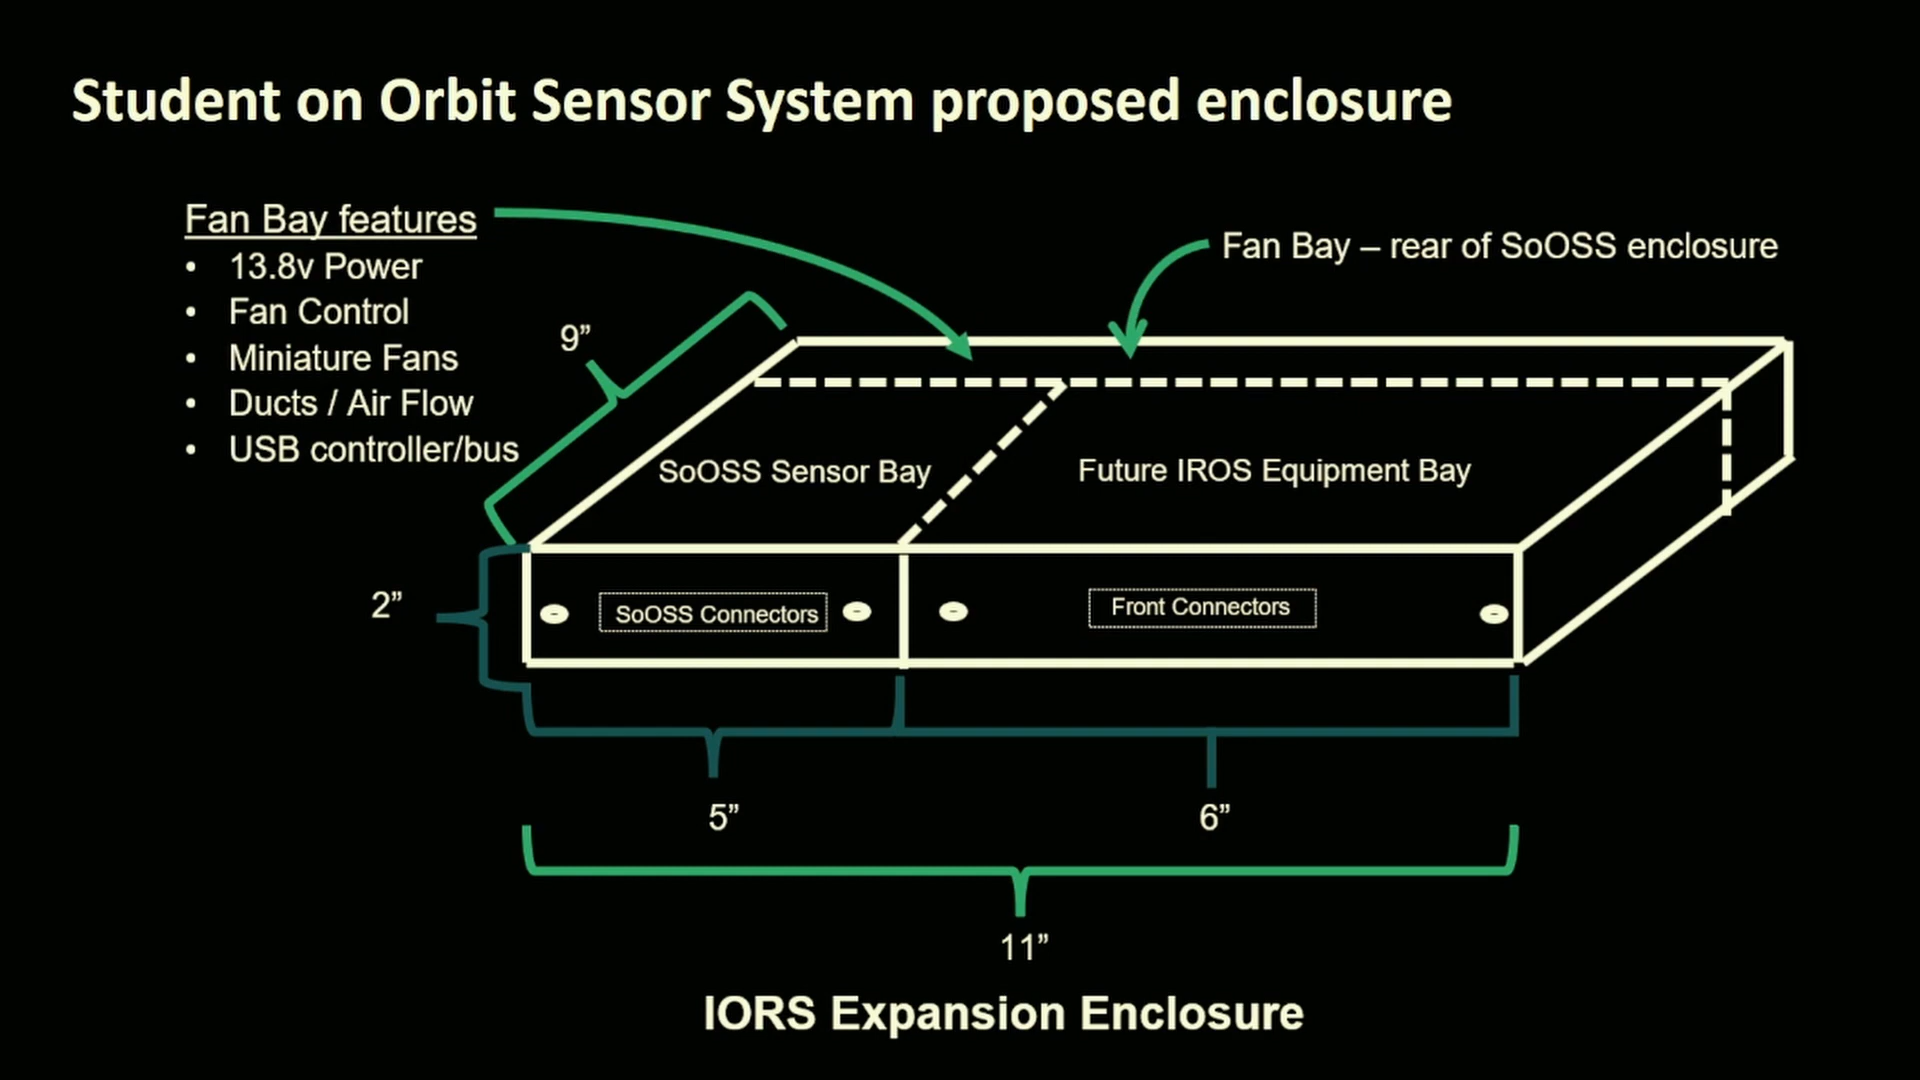 Student on Orbit Sensor System proposed enclosure
Fan Bay features
• 13.8v Power
• Fan Control
• Miniature Fans
• Ducts / Air Flow
• USB controller/bus
Fan Bay – rear of SoOSS enclosure
9”
SoOSS Sensor Bay
Future IROS Equipment Bay
2”
SoOSS Connectors
Front Connectors
5”
6”
11”
IORS Expansion Enclosure